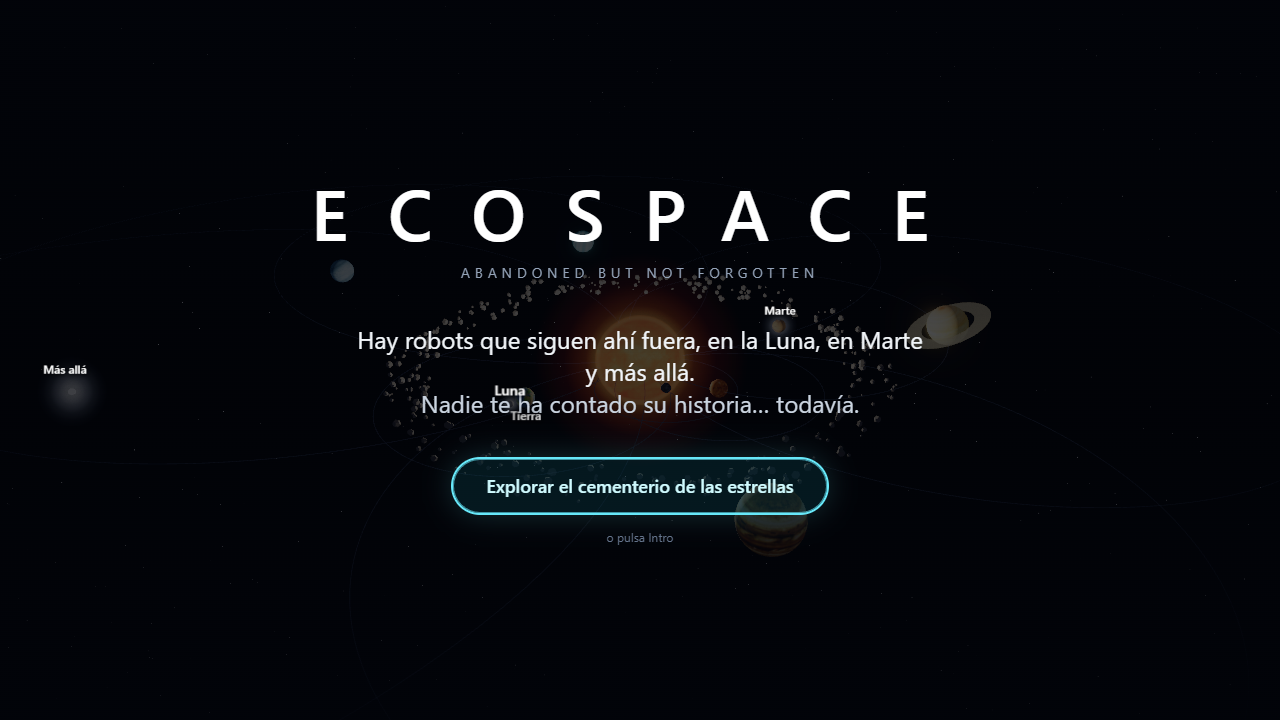 ECOSPACE
ABANDONED BUT NOT FORGOTTEN
Marte
Hay robots que siguen ahí fuera, en la Luna, en Marte
y más allá.
Más allá
Luna
Nadie te ha contado su historia... todavía.
Tierra
Explorar el cementerio de las estrellas
o pulsa Intro